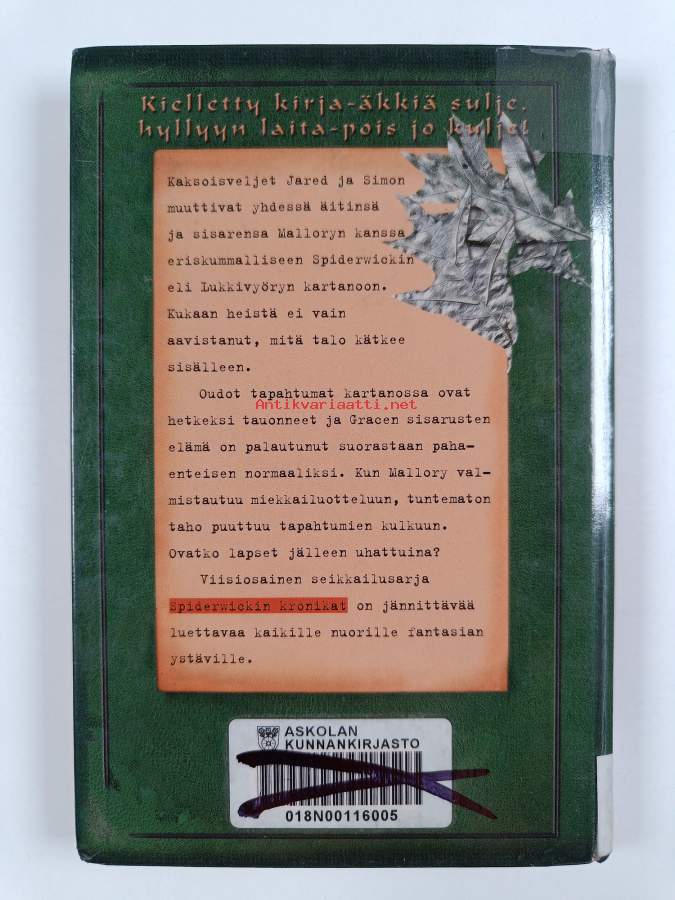 Kielletty kirja-äkkiä sulje,
hyllyyn laita-pois jo kuljet
Kaksoisveljet Jared ja Simon
muuttivat yhdessä äitinsä
ja sisarensa Malloryn kanssa
eriskummalliseen Spiderwickin
eli Lukkivyöryn kartanoon.
Kukaan heistä ei vain
aavistanut, mitä talo kätkee
sisälleen.
Oudot tapahtumat kartanossa ovat
Antikvariaatti.net
hetkeksi tauonneet ja Gracen sisarusten
elämä on palautunut suorastaan paha-
enteisen normaaliksi. Kun Mallory val-
mistautuu miekkailuotteluun, tuntematon
taho puuttuu tapahtumien kulkuun.
Ovatko lapset jälleen uhattuina?
Viisiosainen seikkailusarja
Spiderwickin kronikat on jännittävää
luettavaa kaikille nuorille fantasian
ystäville.
ASKOLAN
KUNNANKIRJASTO
018N00116005